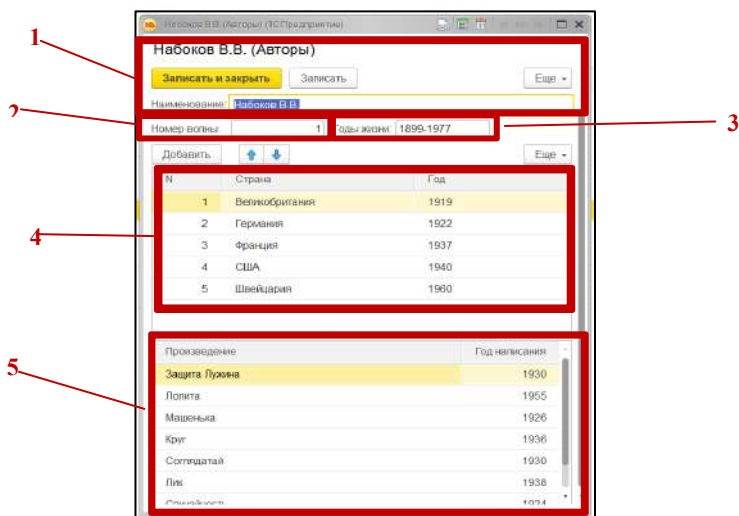 Набоков В.В. (Авторы) (1С:Предприятие)
1
Набоков В.В. (Авторы)
Записать и закрыть Записать Еще
Наименование: Набоков В.В.
2
Номер волны: 1 Годы жизни: 1899-1977
3
Добавить Еще
N Страна Год
1 Великобритания 1919
2 Германия 1922
4
3 Франция 1937
4 США 1940
5 Швейцария 1960
Произведение Год написания
5
Защита Лужина 1930
Лолита 1955
Машенька 1926
Круг 1936
Соглядатай 1930
Лик 1938
1924